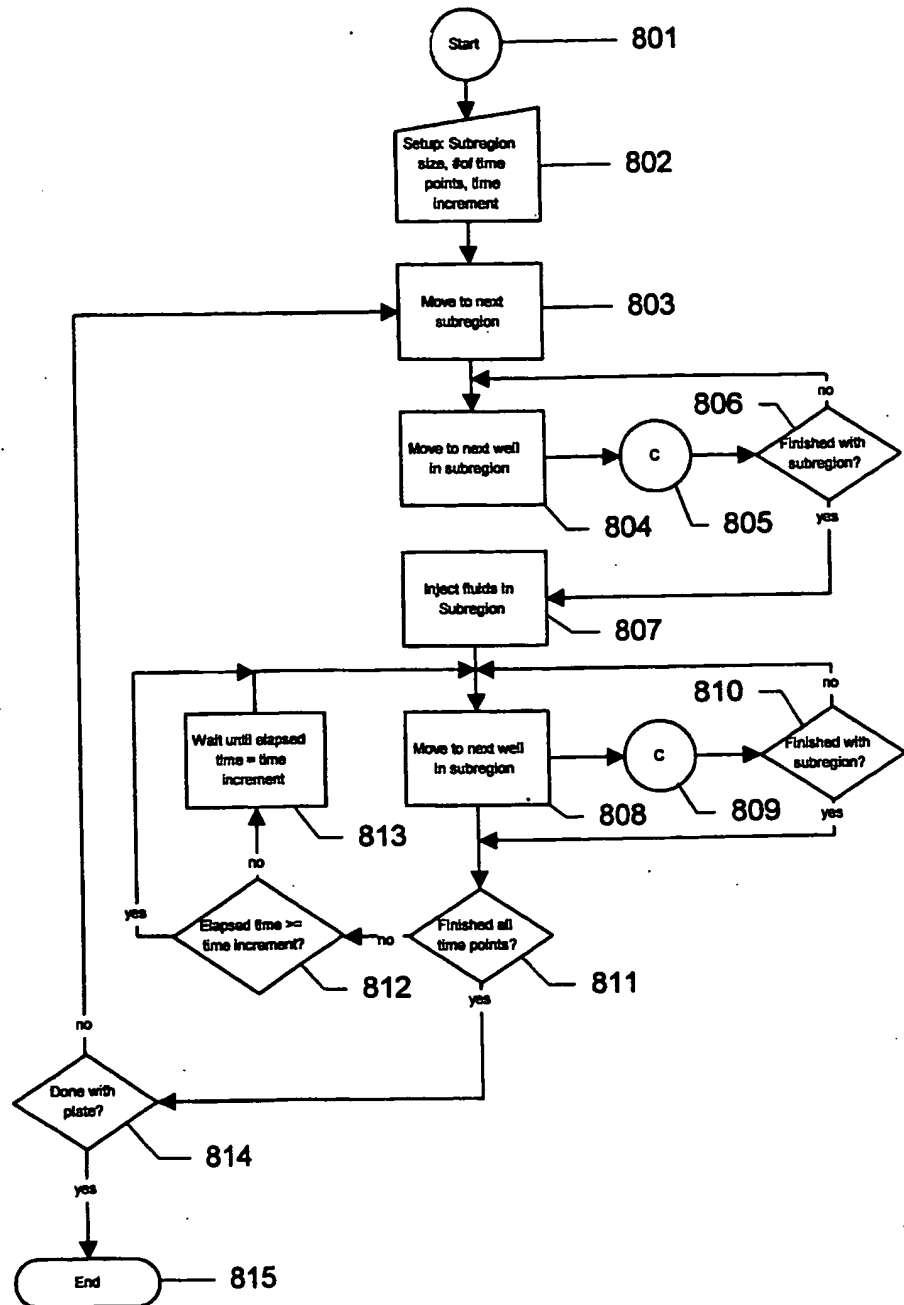 Start
801
Setup: Subregion
size, #of time
points, time
increment
802
Move to next
subregion
803
no
806
Finished with
subregion?
Move to next well
in subregion
C
804
805
yes
Inject fluids in
Subregion
807
810
no
Wait until elapsed
time = time
increment
Move to next well
in subregion
C
Finished with
subregion?
813
808
809
yes
no
yes
Elapsed time >=
time increment?
no
Finished all
time points?
812
811
yes
no
Done with
plate?
814
yes
End
815